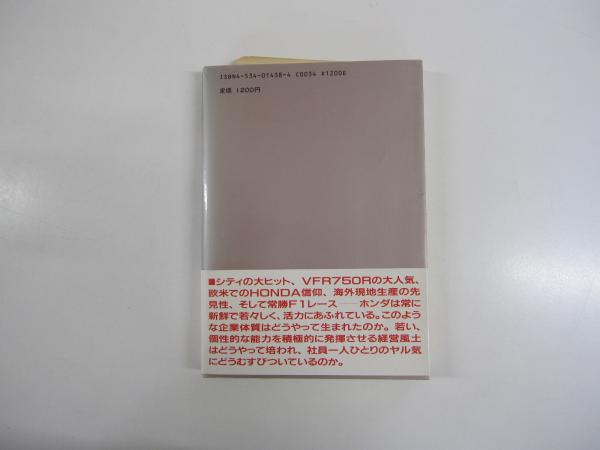 ISBN4-534-01438-4 C0034 ¥1200E
定価 1200円
■シティの大ヒット、VFR750Rの大人気、
欧米でのHONDA信仰、海外現地生産の先
見性、そして常勝F1レース──ホンダは常に
新鮮で若々しく、活力にあふれている。このよう
な企業体質はどうやって生まれたのか。若い、
個性的な能力を積極的に発揮させる経営風土
はどうやって培われ、社員一人ひとりのヤル気
にどうむすびついているのか。